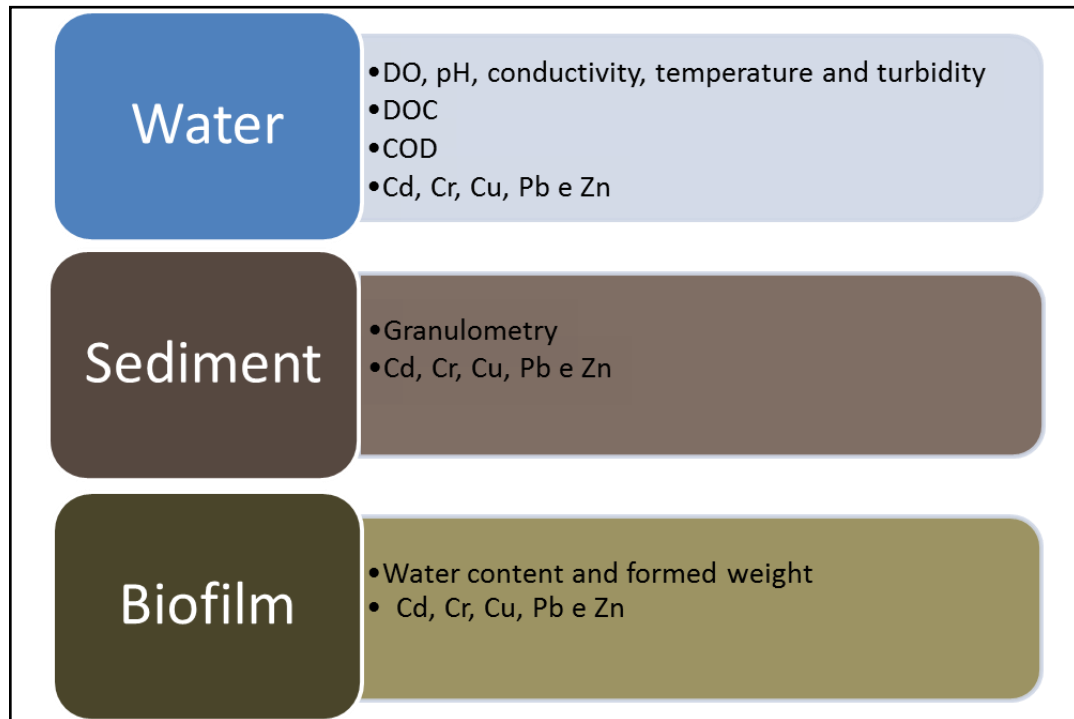 Water
•DO, pH, conductivity, temperature and turbidity
•DOC
•COD
•Cd, Cr, Cu, Pb e Zn
Sediment
•Granulometry
•Cd, Cr, Cu, Pb e Zn
Biofilm
•Water content and formed weight
• Cd, Cr, Cu, Pb e Zn